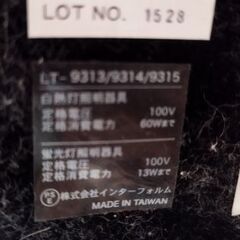 LOT NO. 1528
LT-9313/9314/9315
白熱灯照明器具
定格電圧 100V
定格消費電力 60Wまで
蛍光灯照明器具
定格電圧 100V
定格消費電力 13Wまで
PSE 株式会社インターフォルム
MADE IN TAIWAN